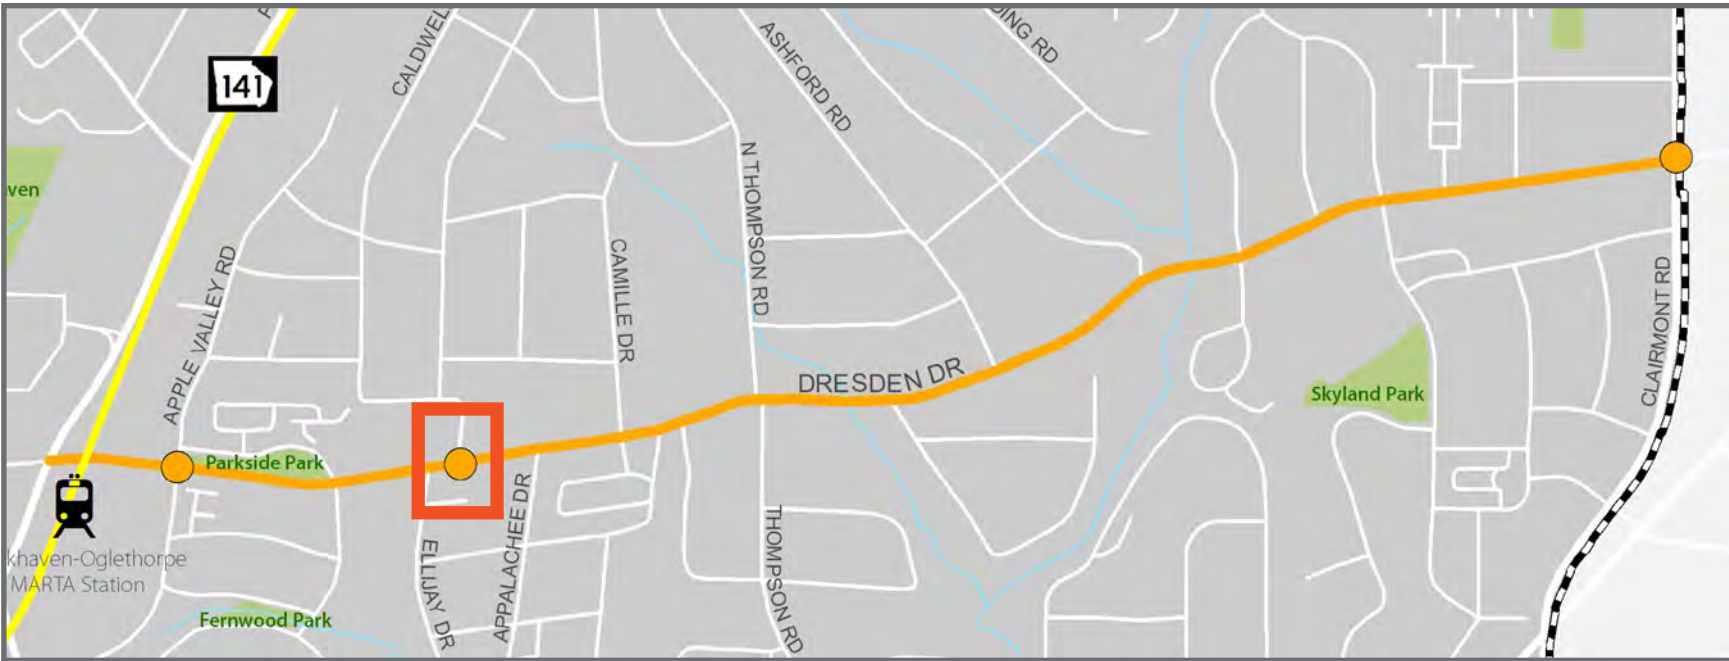 DING RD
CALDWEL
ASHFORD RD
141
ven
N THOMPSON RD
APPLE VALLEY RD
CAMILLE DR
CLAIRMONT RD
DRESDEN DR
Skyland Park
Parkside Park
APPALACHEE DR
THOMPSON RD
ELLIJAY DR
khaven-Oglethorpe
MARTA Station
Fernwood Park